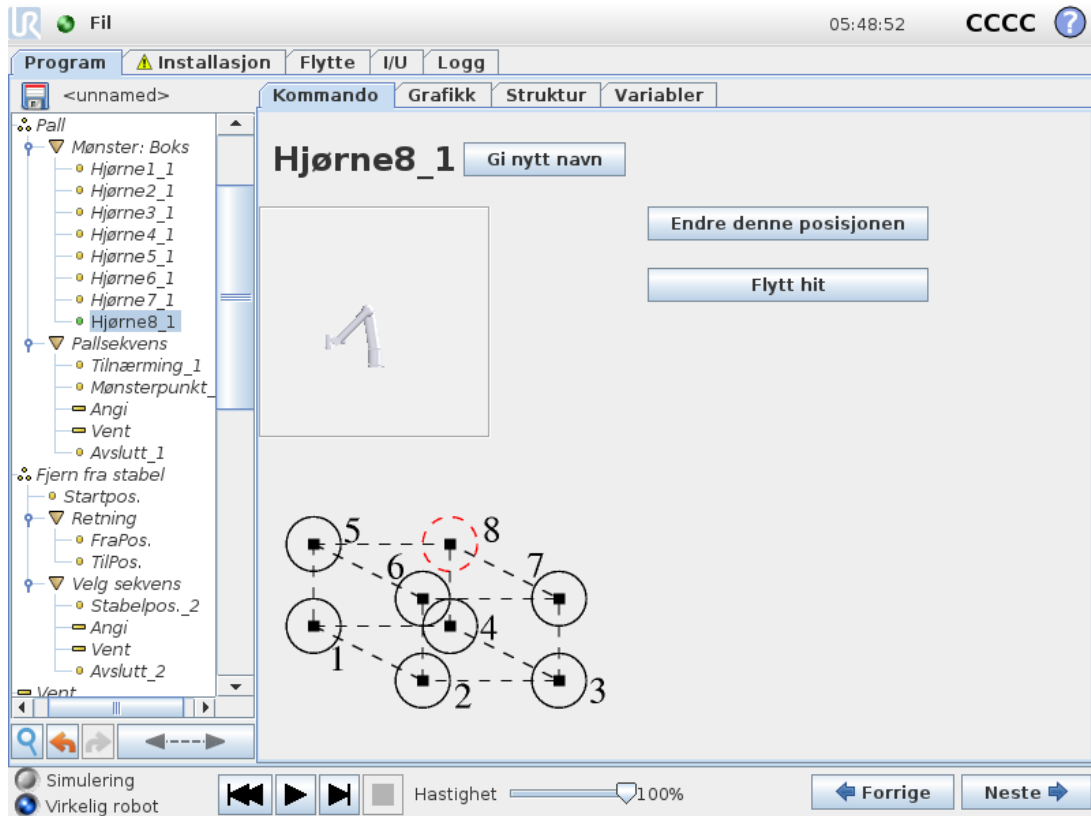 UR Fil 05:48:52 CCCC ?
Program Installasjon Flytte I/U Logg
<unnamed> Kommando Grafikk Struktur Variabler
Pall
Mønster: Boks
Hjørne1_1
Hjørne2_1
Hjørne3_1
Hjørne4_1
Hjørne5_1
Hjørne6_1
Hjørne7_1
Hjørne8_1
Pallsekvens
Tilnærming_1
Mønsterpunkt_
Angi
Vent
Avslutt_1
Fjern fra stabel
Startpos.
Retning
FraPos.
TilPos.
Velg sekvens
Stabelpos._2
Angi
Vent
Avslutt_2
Vent
Hjørne8_1 Gi nytt navn
Endre denne posisjonen
Flytt hit
5 8
6 7
1 4
2 3
Simulering
Virkelig robot
Hastighet 100%
Forrige Neste